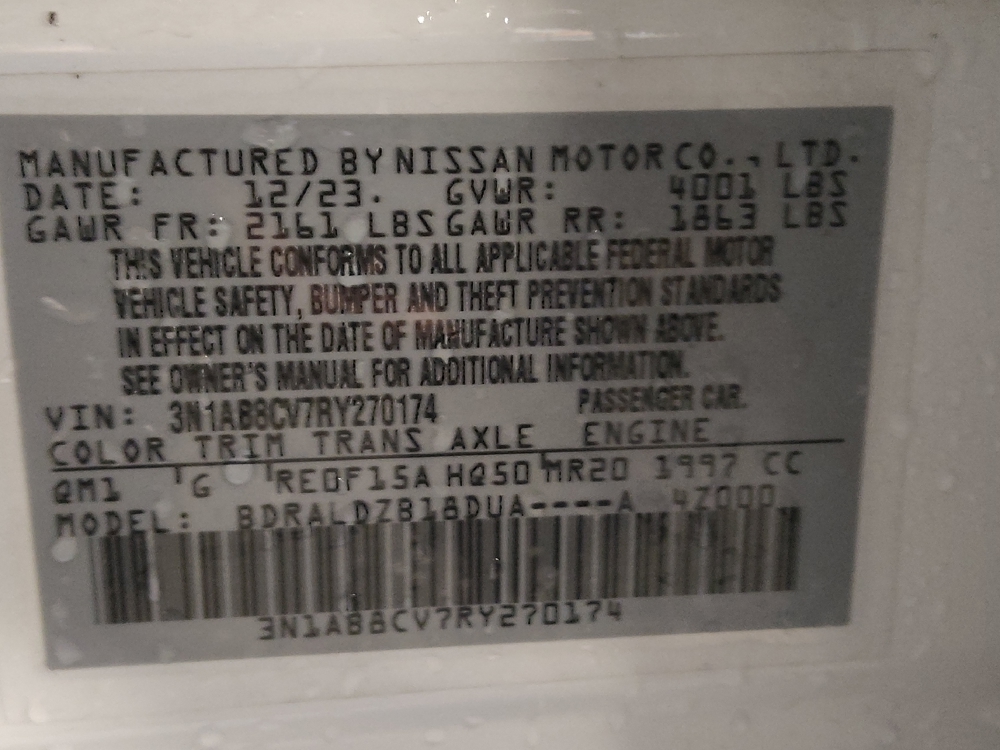 MANUFACTURED BY NISSAN MOTOR CO., LTD.
DATE: 12/23. GVWR: 4001 LBS
GAWR FR: 2161 LBS GAWR RR: 1863 LBS
THIS VEHICLE CONFORMS TO ALL APPLICABLE FEDERAL MOTOR
VEHICLE SAFETY, BUMPER AND THEFT PREVENTION STANDARDS
IN EFFECT ON THE DATE OF MANUFACTURE SHOWN ABOVE.
SEE OWNER'S MANUAL FOR ADDITIONAL INFORMATION.
VIN: 3N1AB8CV7RY270174 PASSENGER CAR.
COLOR TRIM TRANS AXLE ENGINE
QM1 G RE0F15A HQ50 MR20 1997 CC
MODEL: BDRALDZB18DUA----A 4Z000
3N1AB8CV7RY270174